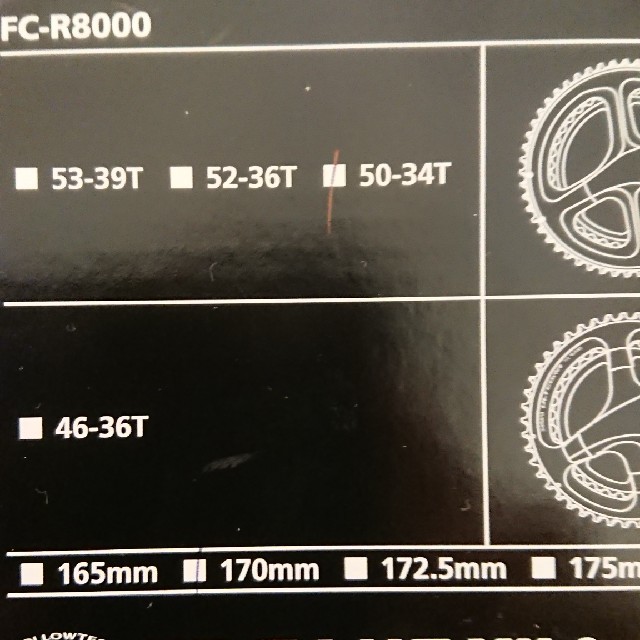 FC-R8000
53-39T 52-36T 50-34T
46-36T
165mm 170mm 172.5mm 175m